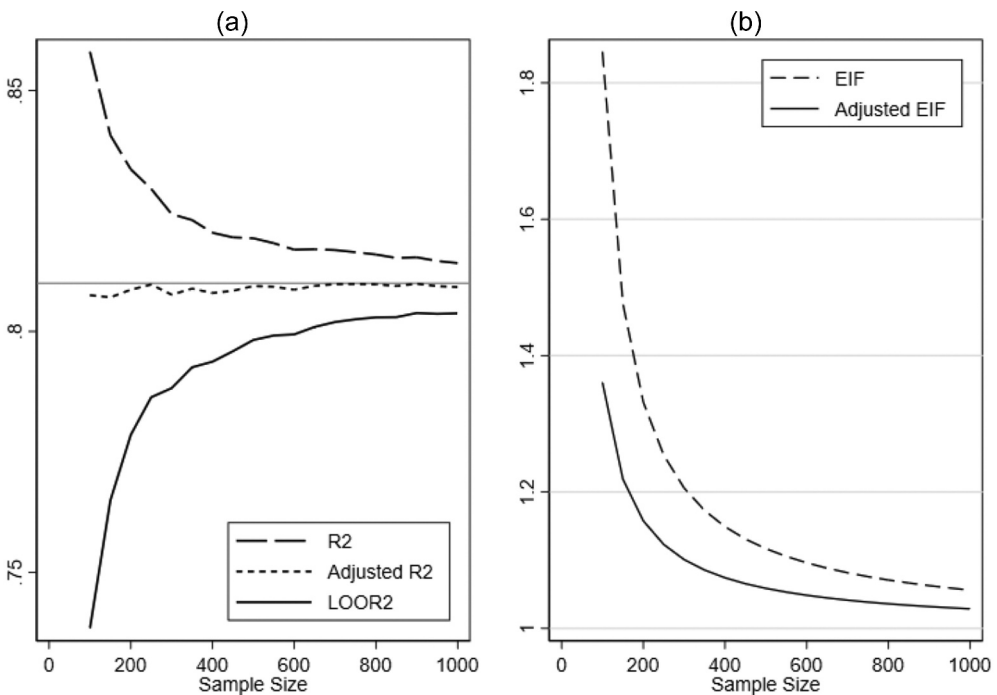 (a)
.85
.8
.75
R2
Adjusted R2
LOOR2
0 200 400 600 800 1000
Sample Size
(b)
1.8
1.6
1.4
1.2
1
EIF
Adjusted EIF
0 200 400 600 800 1000
Sample Size